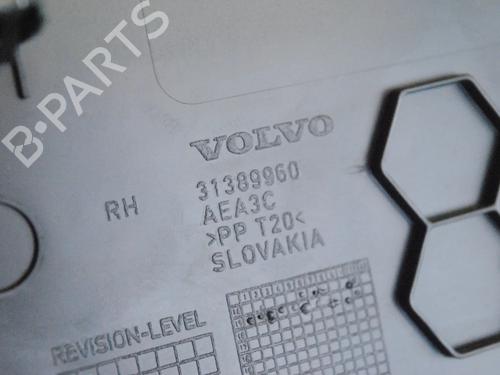 B-PARTS
VOLVO
RH
31389960
AEA3C
>PP T20<
SLOVAKIA
REVISION-LEVEL